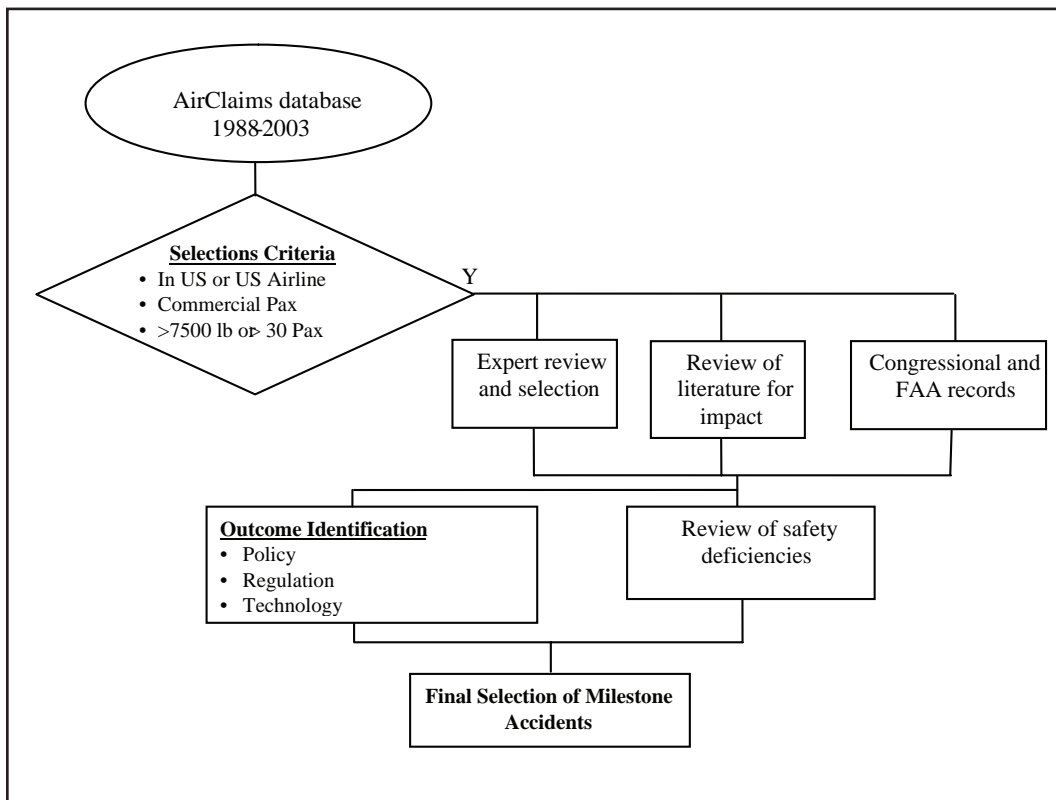 AirClaims database
1988-2003
Selections Criteria
• In US or US Airline
• Commercial Pax
• >7500 lb or> 30 Pax
Y
Expert review
and selection
Review of
literature for
impact
Congressional and
FAA records
Outcome Identification
• Policy
• Regulation
• Technology
Review of safety
deficiencies
Final Selection of Milestone
Accidents